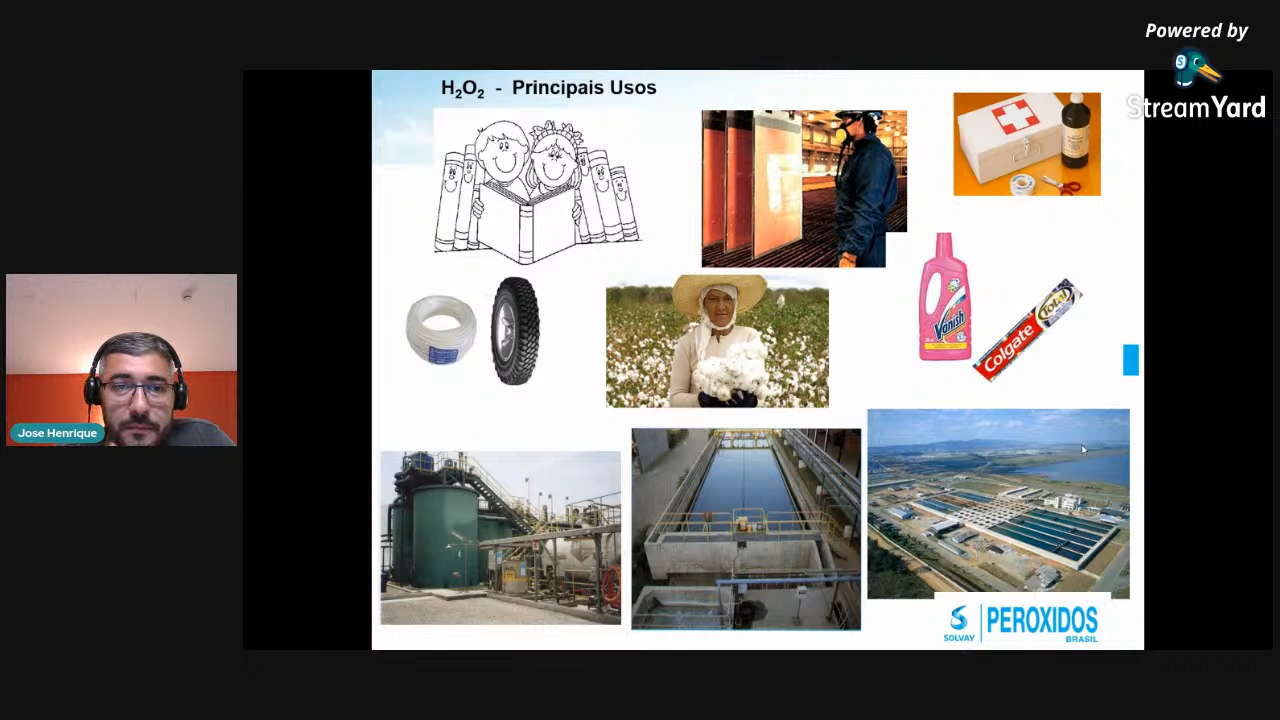 Powered by
StreamYard
H₂O₂ - Principais Usos
Vanish
Colgate
Total
Jose Henrique
SOLVAY
PEROXIDOS
BRASIL